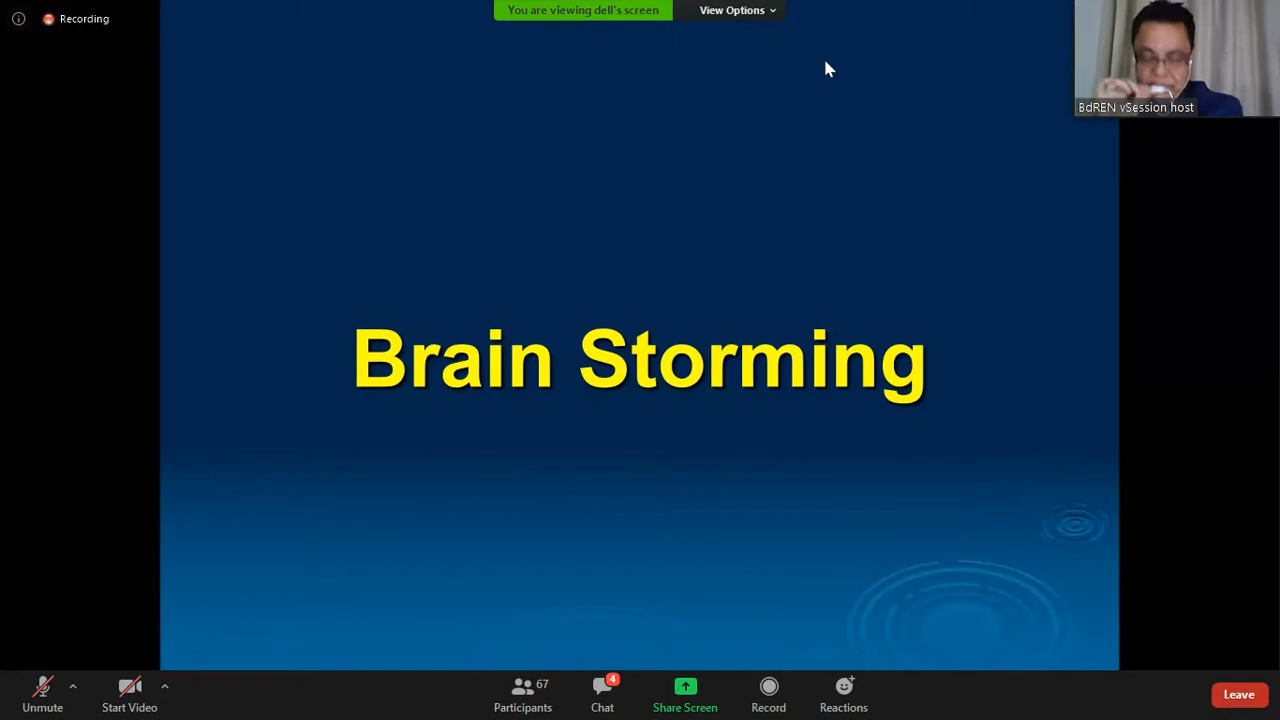 Recording
You are viewing dell's screen
View Options
BdREN vSession host
Brain Storming
Unmute
Start Video
67
Participants
4
Chat
Share Screen
Record
Reactions
Leave